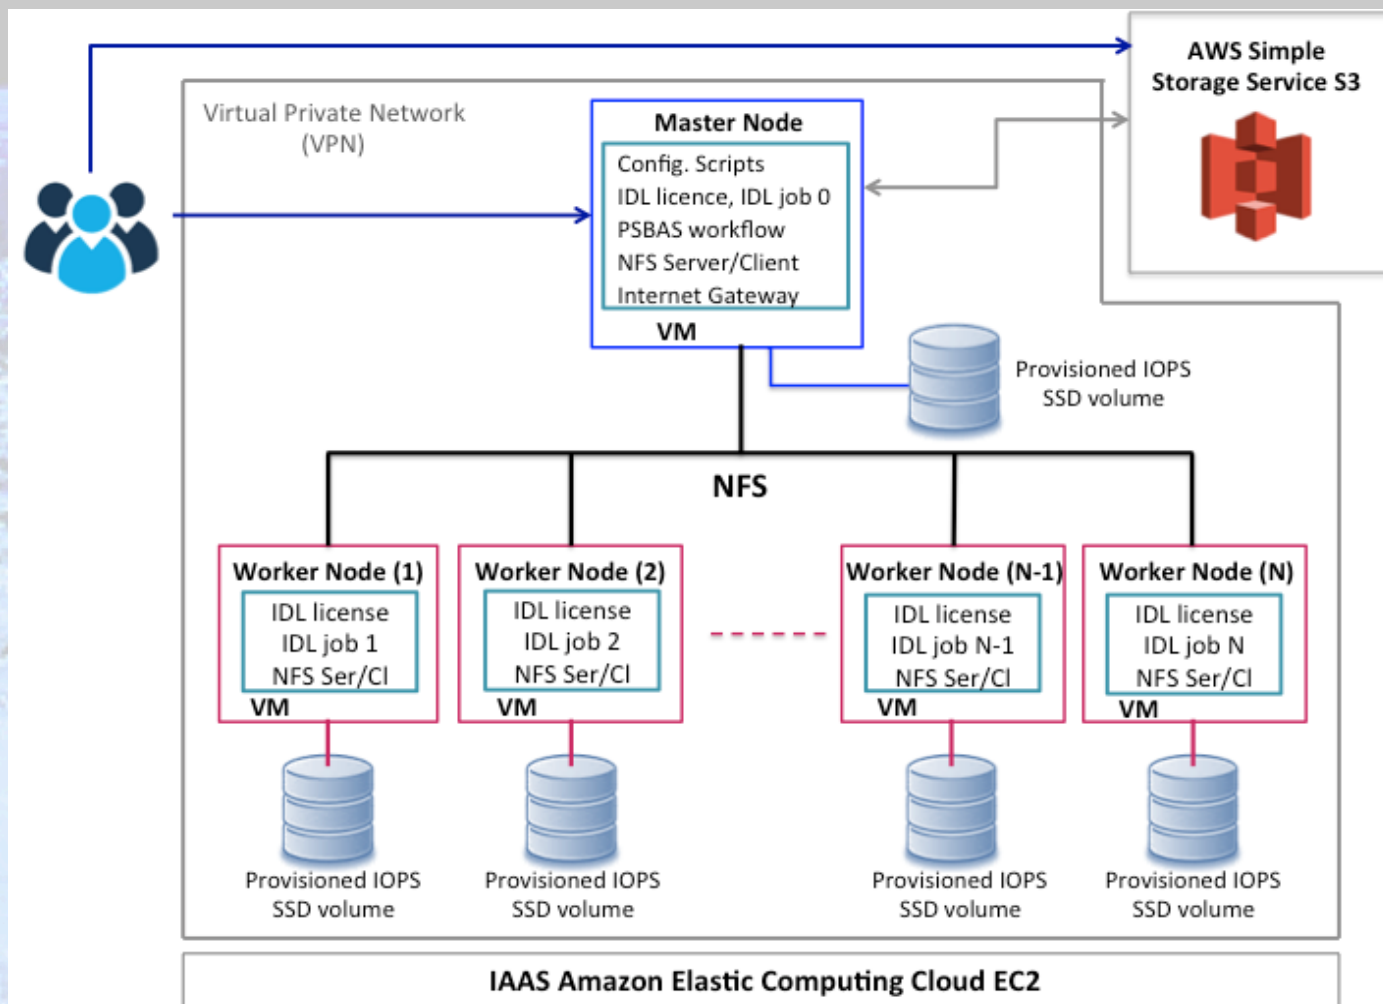 AWS Simple
Storage Service S3
Virtual Private Network
(VPN)
Master Node
Config. Scripts
IDL licence, IDL job 0
PSBAS workflow
NFS Server/Client
Internet Gateway
VM
Provisioned IOPS
SSD volume
NFS
Worker Node (1)
IDL license
IDL job 1
NFS Ser/Cl
VM
Worker Node (2)
IDL license
IDL job 2
NFS Ser/Cl
VM
Worker Node (N-1)
IDL license
IDL job N-1
NFS Ser/Cl
VM
Worker Node (N)
IDL license
IDL job N
NFS Ser/Cl
VM
Provisioned IOPS
SSD volume
Provisioned IOPS
SSD volume
Provisioned IOPS
SSD volume
Provisioned IOPS
SSD volume
IAAS Amazon Elastic Computing Cloud EC2